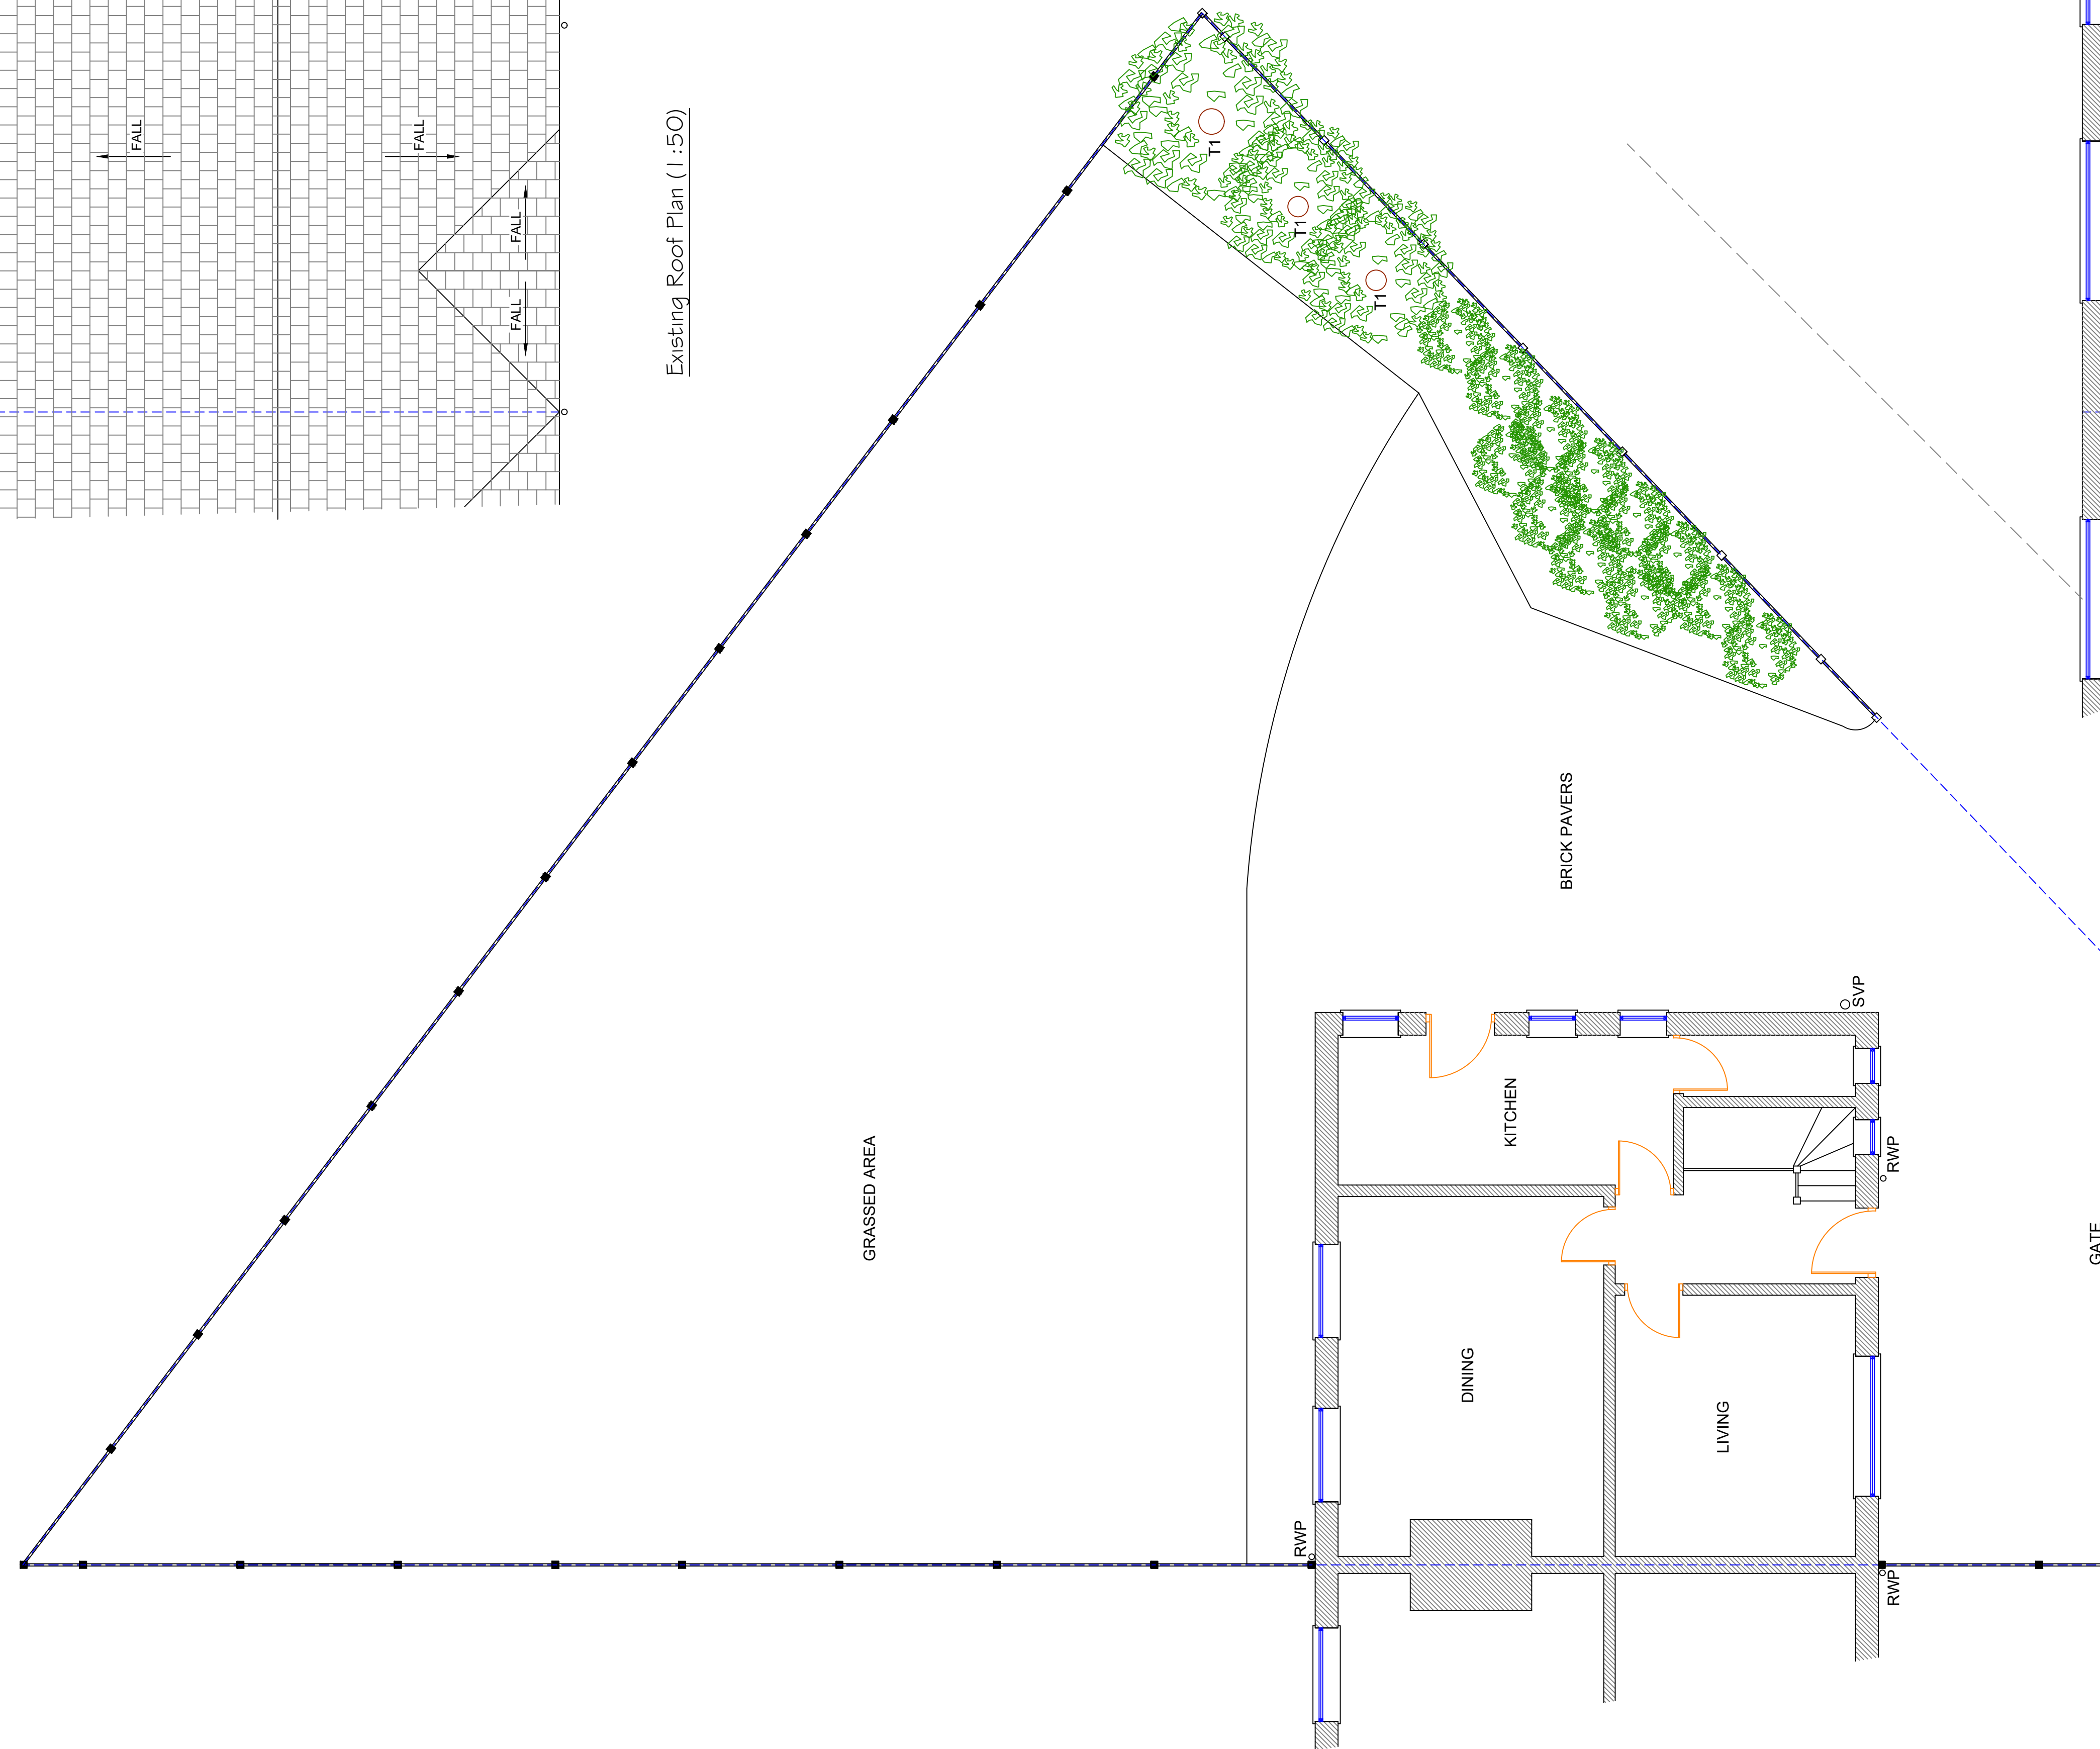 FALL
FALL
FALL
FALL
Existing Roof Plan (1:50)
T1
T1
T1
BRICK PAVERS
GRASSED AREA
SVP
KITCHEN
RWP
GATE
DINING
LIVING
RWP
RWP